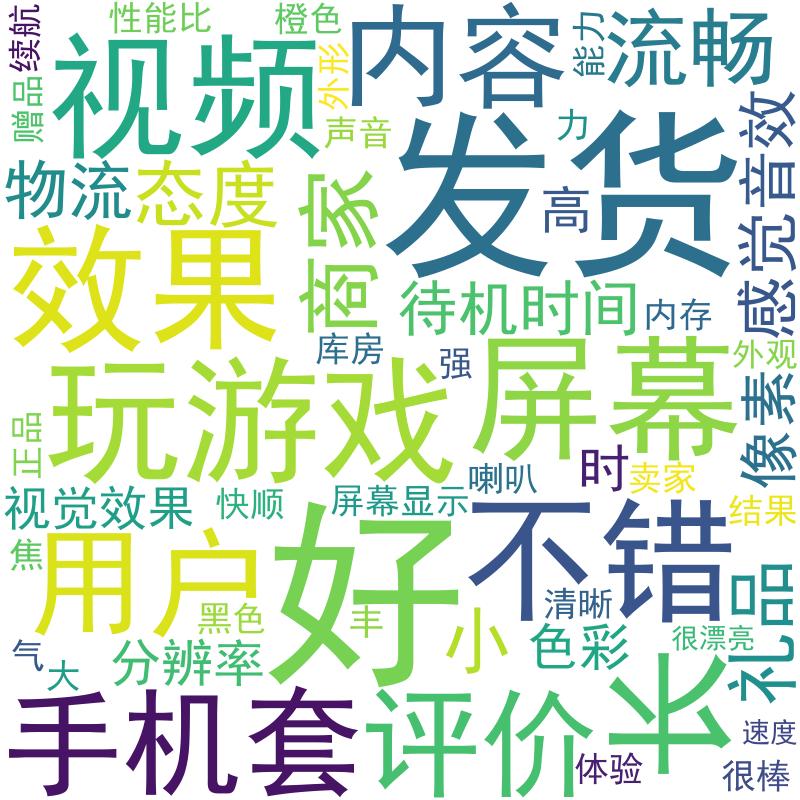 续航
性能比
橙色
内容
能力
流畅
视频
外形
赠品
声音
力
音效
发货
物流
态度
商家
高
感觉
效果
待机时间
内存
库房
强
屏幕
外观
玩游戏
像素
正品
时
卖家
喇叭
视觉效果
快顺
屏幕显示
结果
好
不错
焦
用户
清晰
礼品
黑色
丰
小
色彩
很漂亮
气
大
分辨率
长
手机套
评价
速度
体验
很棒